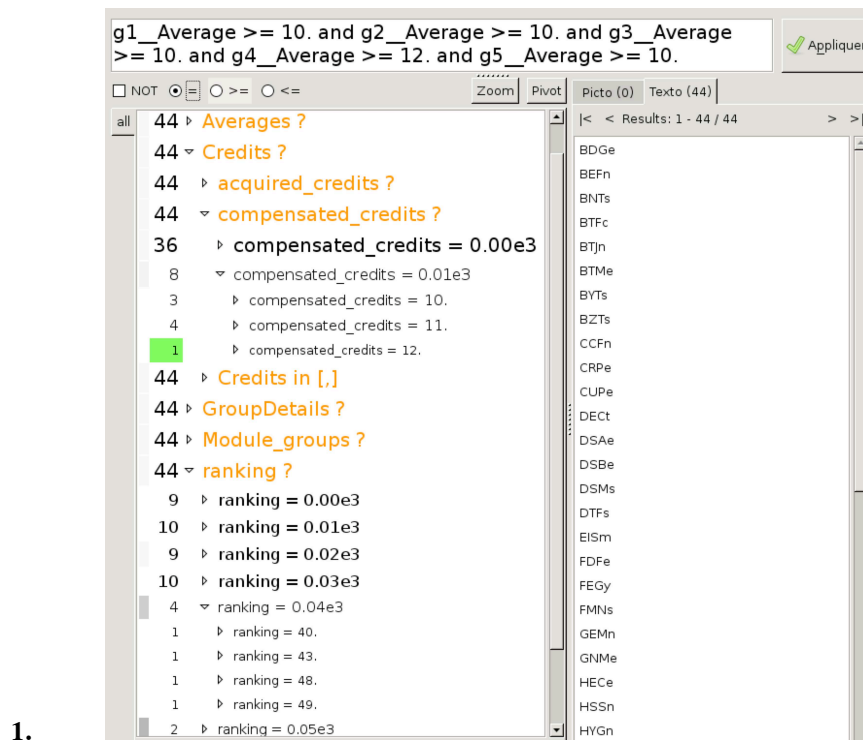 g1__Average >= 10. and g2__Average >= 10. and g3__Average
>= 10. and g4__Average >= 12. and g5__Average >= 10.
Appliquer
NOT = >= <=
Zoom Pivot
Picto (0) Texto (44)
all
|< < Results: 1 - 44 / 44 > >|
44 Averages ?
44 Credits ?
44 acquired_credits ?
44 compensated_credits ?
36 compensated_credits = 0.00e3
8 compensated_credits = 0.01e3
3 compensated_credits = 10.
4 compensated_credits = 11.
1 compensated_credits = 12.
44 Credits in [,]
44 GroupDetails ?
44 Module_groups ?
44 ranking ?
9 ranking = 0.00e3
10 ranking = 0.01e3
9 ranking = 0.02e3
10 ranking = 0.03e3
4 ranking = 0.04e3
1 ranking = 40.
1 ranking = 43.
1 ranking = 48.
1 ranking = 49.
2 ranking = 0.05e3
BDGe
BEFn
BNTs
BTFc
BTJn
BTMe
BYTs
BZTs
CCFn
CRPe
CUPe
DECt
DSAe
DSBe
DSMs
DTFs
EISm
FDFe
FEGy
FMNs
GEMn
GNMe
HECe
HSSn
HYGn
1.